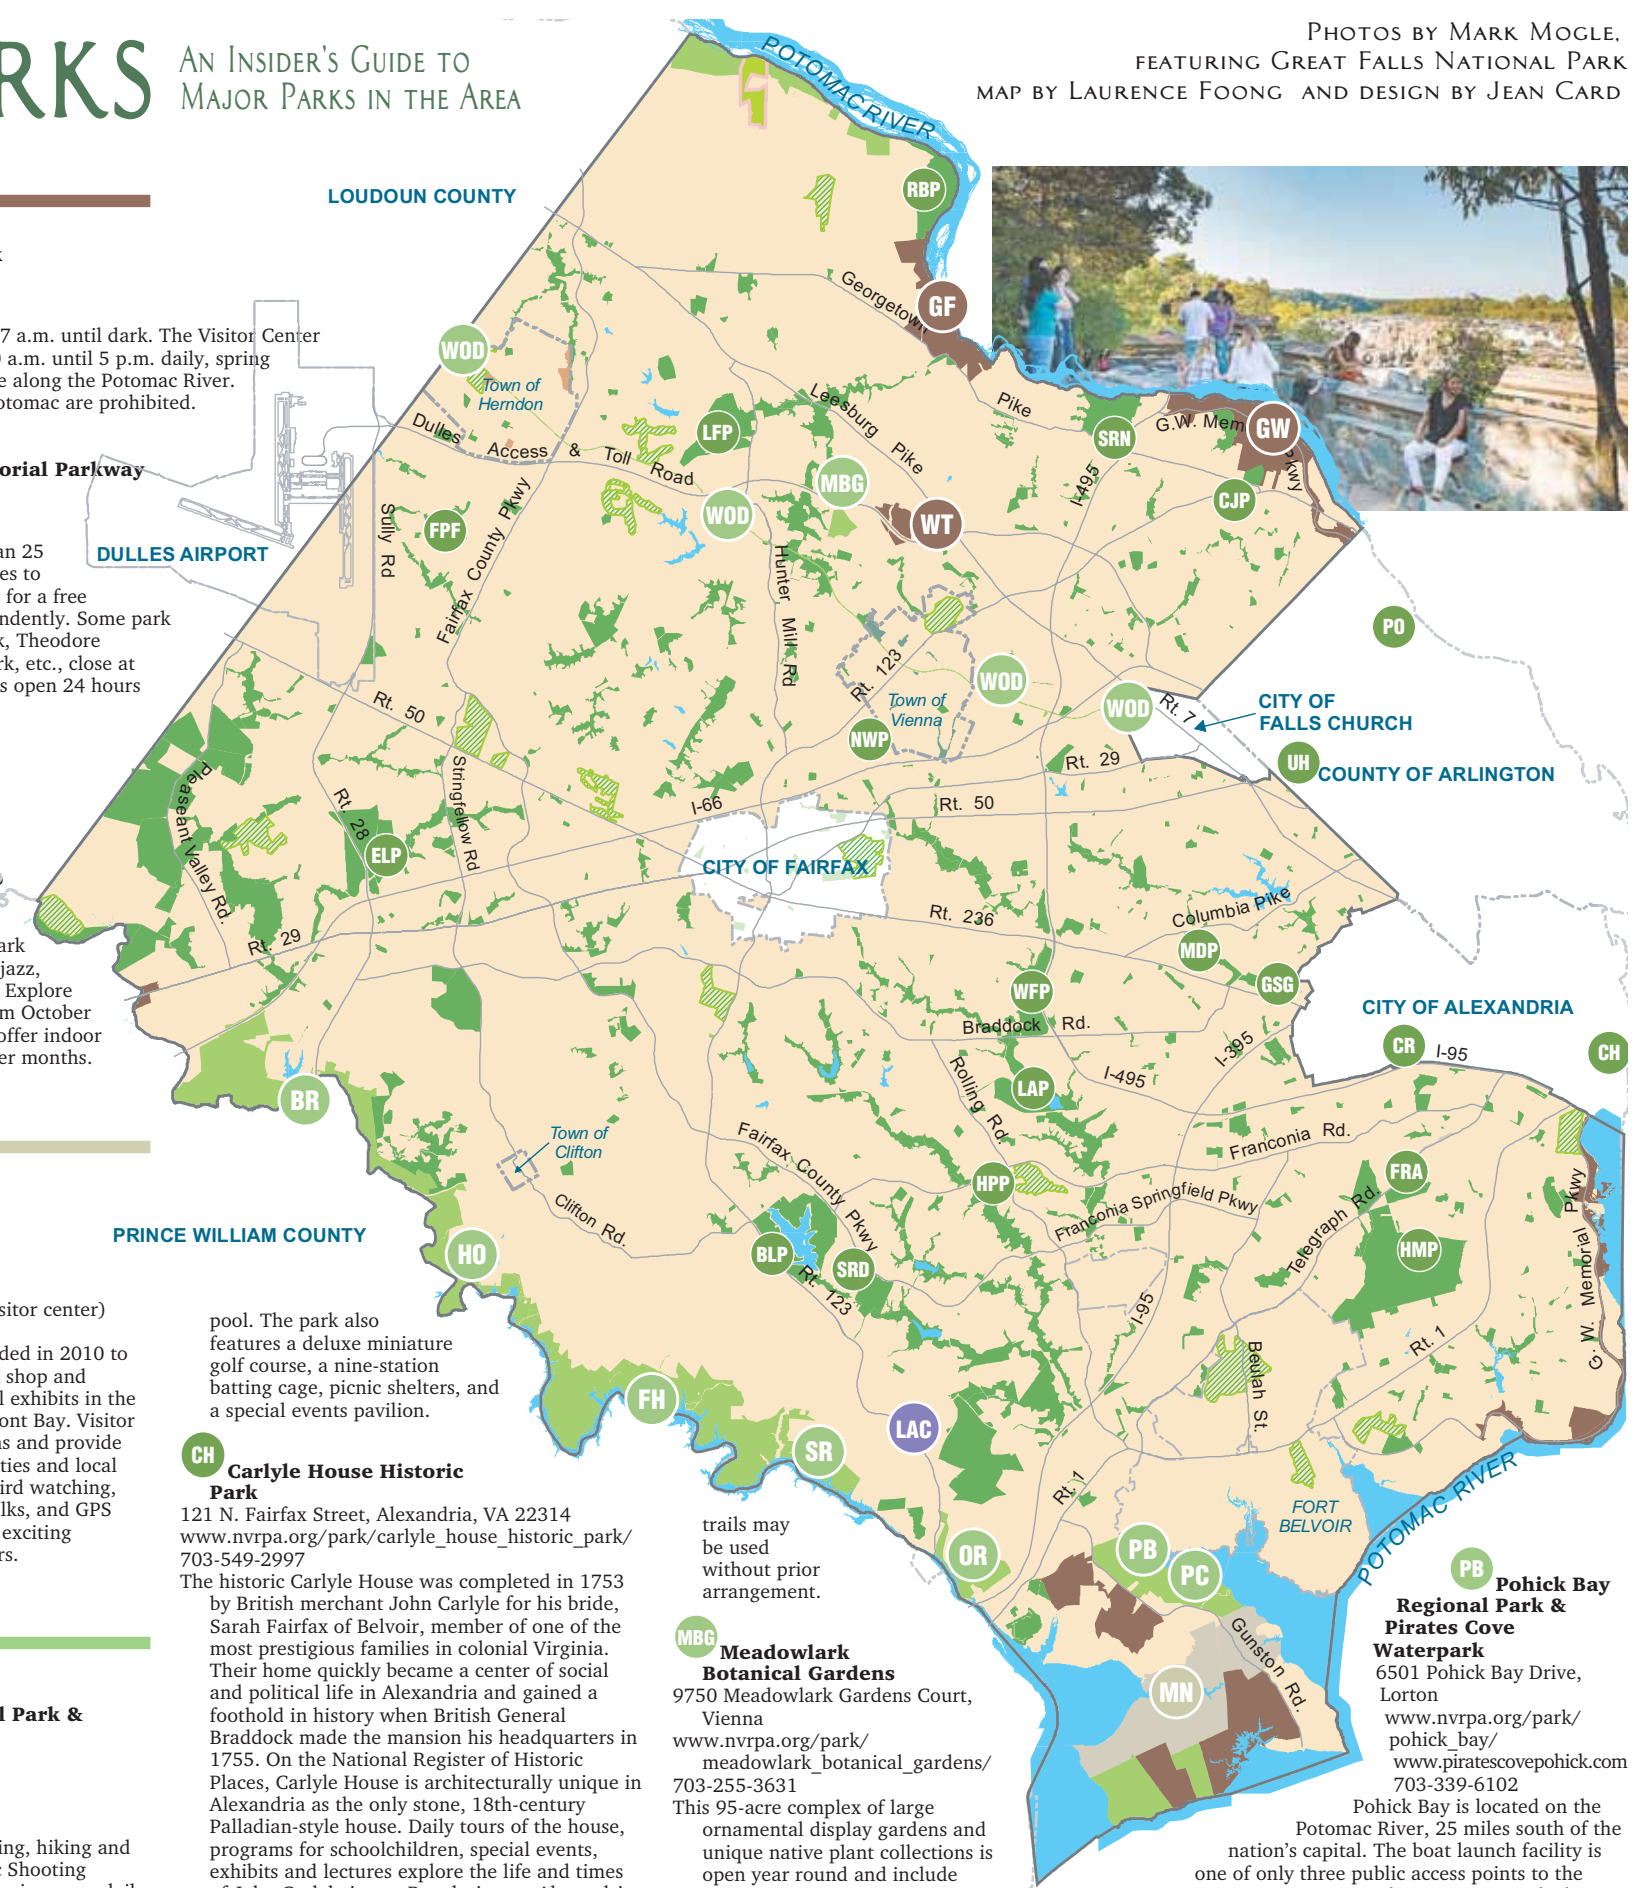 RKS
AN INSIDER'S GUIDE TO
MAJOR PARKS IN THE AREA
PHOTOS BY MARK MOGLE,
FEATURING GREAT FALLS NATIONAL PARK
MAP BY LAURENCE FOONG AND DESIGN BY JEAN CARD
7 a.m. until dark. The Visitor Center
a.m. until 5 p.m. daily, spring
e along the Potomac River.
otomac are prohibited.
orial Parkway
an 25
es to
for a free
ndently. Some park
k, Theodore
rk, etc., close at
s open 24 hours
ark
jazz,
Explore
m October
offer indoor
er months.
isitor center)
ded in 2010 to
shop and
l exhibits in the
ont Bay. Visitor
ns and provide
ties and local
ird watching,
lks, and GPS
exciting
rs.
l Park &
ing, hiking and
c Shooting
LOUDOUN COUNTY
POTOMAC RIVER
RBP
Georgetown
GF
Pike
WOD
Town of
Herndon
Dulles
Access & Toll Road
LFP
Leesburg
Pike
SRN
G.W. Mem
GW
Pkwy
MBG
I-495
CJP
WOD
WT
FPF
DULLES AIRPORT
Sully Rd
Fairfax County Pkwy
Hunter Mill Rd
PO
Rt. 123
Town of
Vienna
WOD
WOD
Rt. 7
CITY OF
FALLS CHURCH
Rt. 50
NWP
Rt. 29
UH
COUNTY OF ARLINGTON
Pleasant Valley Rd.
Rt. 28
Stringfellow Rd
I-66
Rt. 50
ELP
CITY OF FAIRFAX
Rt. 236
Columbia Pike
Rt. 29
MDP
GSG
WFP
Braddock Rd.
CITY OF ALEXANDRIA
CR
I-95
CH
I-395
I-495
LAP
Rolling Rd.
BR
Town of
Clifton
Fairfax County Pkwy
Franconia Rd.
FRA
HPP
Franconia Springfield Pkwy
Telegraph Rd.
G. W. Memorial Pkwy
Clifton Rd.
PRINCE WILLIAM COUNTY
HO
BLP
SRD
Rt. 123
HMP
I-95
Rt. 1
Beulah St.
FH
SR
LAC
Rt. 1
FORT
BELVOIR
POTOMAC RIVER
OR
PB
PC
Gunston Rd.
MN
pool. The park also
features a deluxe miniature
golf course, a nine-station
batting cage, picnic shelters, and
a special events pavilion.
CH
Carlyle House Historic
Park
121 N. Fairfax Street, Alexandria, VA 22314
www.nvrpa.org/park/carlyle_house_historic_park/
703-549-2997
The historic Carlyle House was completed in 1753
by British merchant John Carlyle for his bride,
Sarah Fairfax of Belvoir, member of one of the
most prestigious families in colonial Virginia.
Their home quickly became a center of social
and political life in Alexandria and gained a
foothold in history when British General
Braddock made the mansion his headquarters in
1755. On the National Register of Historic
Places, Carlyle House is architecturally unique in
Alexandria as the only stone, 18th-century
Palladian-style house. Daily tours of the house,
programs for schoolchildren, special events,
exhibits and lectures explore the life and times
trails may
be used
without prior
arrangement.
MBG
Meadowlark
Botanical Gardens
9750 Meadowlark Gardens Court,
Vienna
www.nvrpa.org/park/
meadowlark_botanical_gardens/
703-255-3631
This 95-acre complex of large
ornamental display gardens and
unique native plant collections is
open year round and include
PB
Pohick Bay
Regional Park &
Pirates Cove
Waterpark
6501 Pohick Bay Drive,
Lorton
www.nvrpa.org/park/
pohick_bay/
www.piratescovepohick.com
703-339-6102
Pohick Bay is located on the
Potomac River, 25 miles south of the
nation's capital. The boat launch facility is
one of only three public access points to the